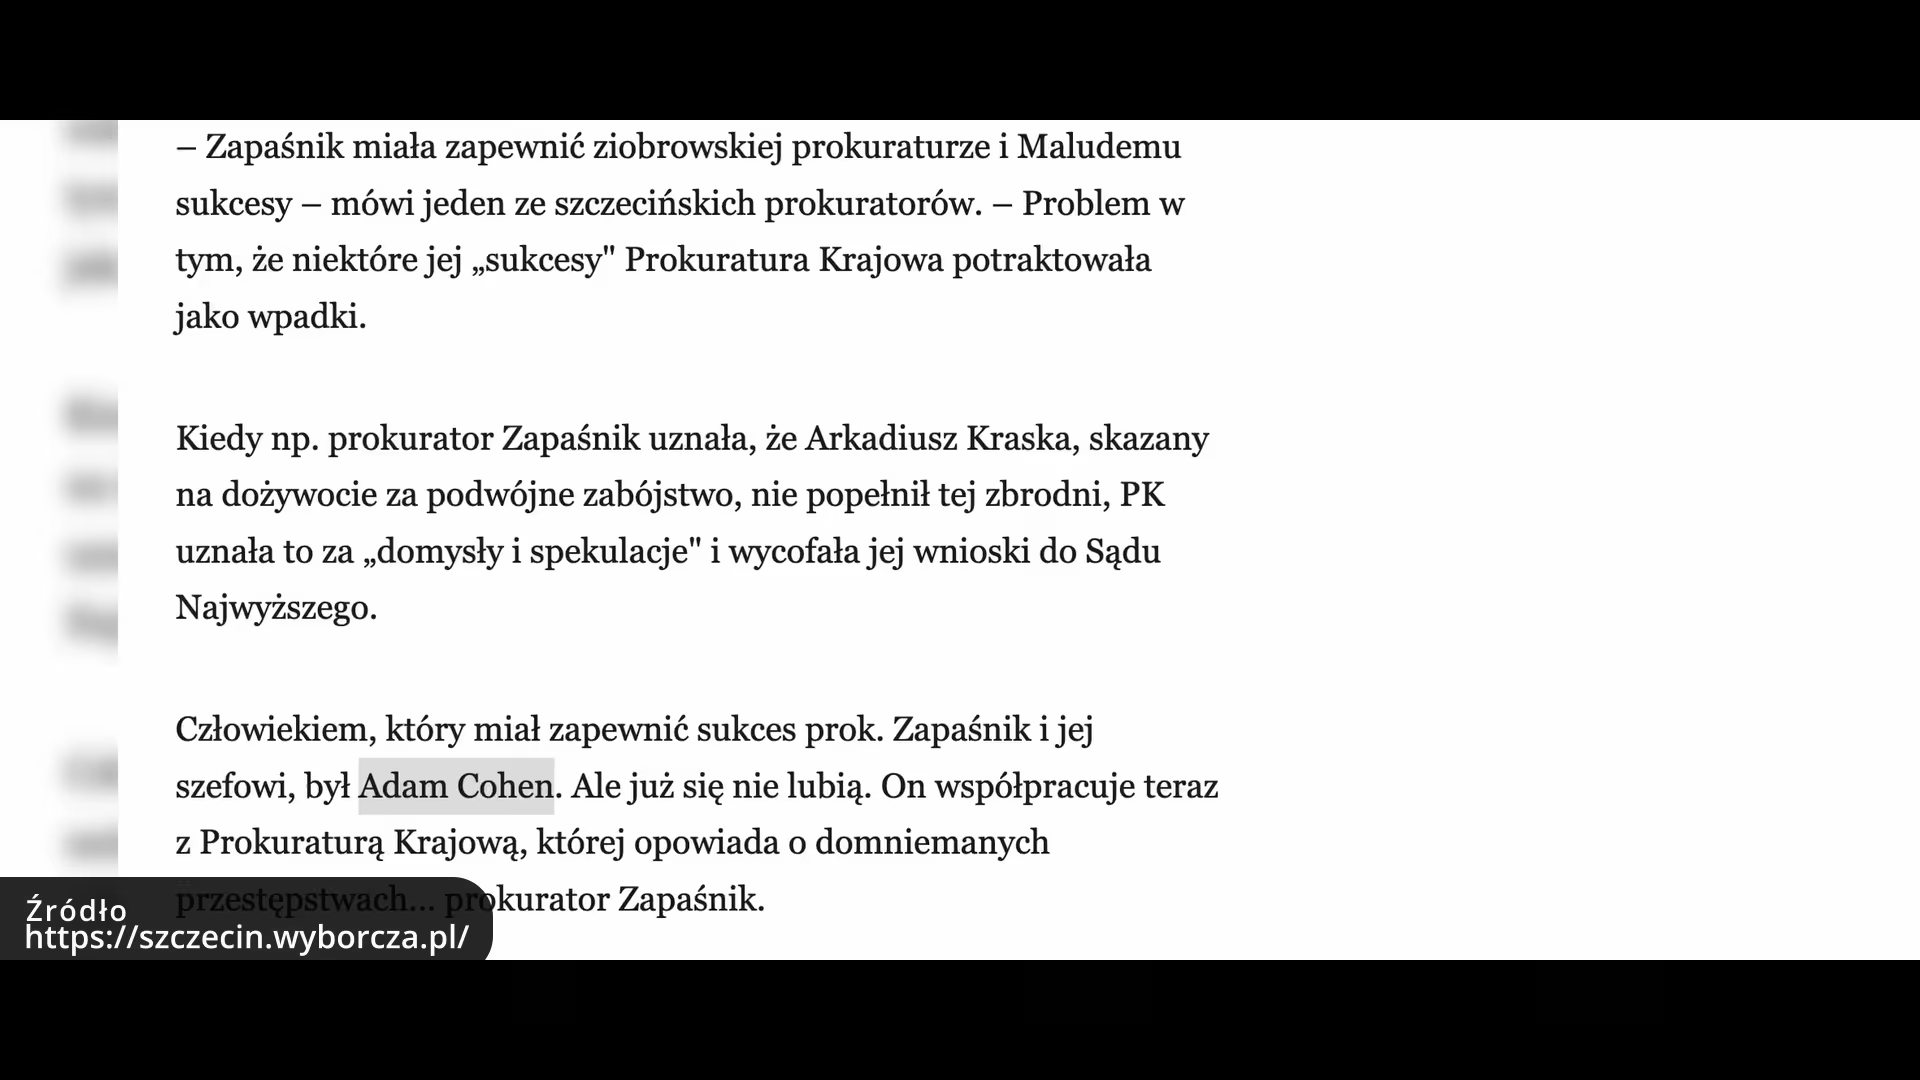 – Zapaśnik miała zapewnić ziobrowskiej prokuraturze i Maludemu
sukcesy – mówi jeden ze szczecińskich prokuratorów. – Problem w
tym, że niektóre jej „sukcesy" Prokuratura Krajowa potraktowała
jako wpadki.
Kiedy np. prokurator Zapaśnik uznała, że Arkadiusz Kraska, skazany
na dożywocie za podwójne zabójstwo, nie popełnił tej zbrodni, PK
uznała to za „domysły i spekulacje" i wycofała jej wnioski do Sądu
Najwyższego.
Człowiekiem, który miał zapewnić sukces prok. Zapaśnik i jej
szefowi, był Adam Cohen. Ale już się nie lubią. On współpracuje teraz
z Prokuraturą Krajową, której opowiada o domniemanych
przestępstwach... prokurator Zapaśnik.
Źródło
https://szczecin.wyborcza.pl/